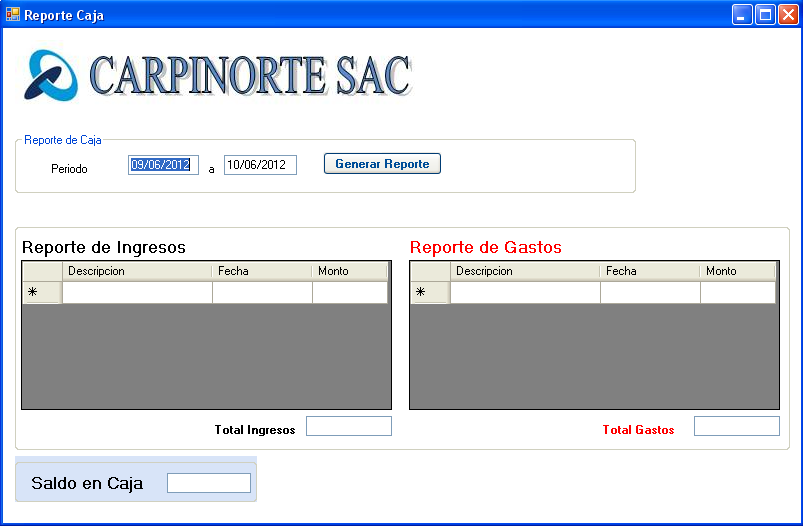 Reporte Caja
CARPINORTE SAC
Reporte de Caja
Periodo 09/06/2012 a 10/06/2012 Generar Reporte
Reporte de Ingresos Reporte de Gastos
Descripcion Fecha Monto Descripcion Fecha Monto
Total Ingresos Total Gastos
Saldo en Caja